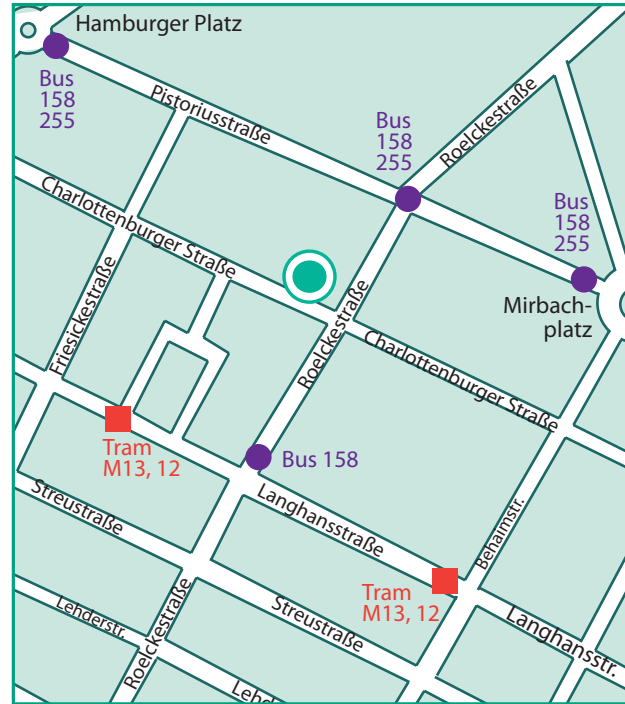 Hamburger Platz
Bus
158
255
Pistoriusstraße
Bus
158
255
Roelckestraße
Bus
158
255
Charlottenburger Straße
Mirbach-
platz
Friesickestraße
Roelckestraße
Charlottenburger Straße
Tram
M13, 12
Bus 158
Streustraße
Langhansstraße
Behaimstr.
Tram
M13, 12
Lehderstr.
Roelckestraße
Streustraße
Langhansstr.
Lehd